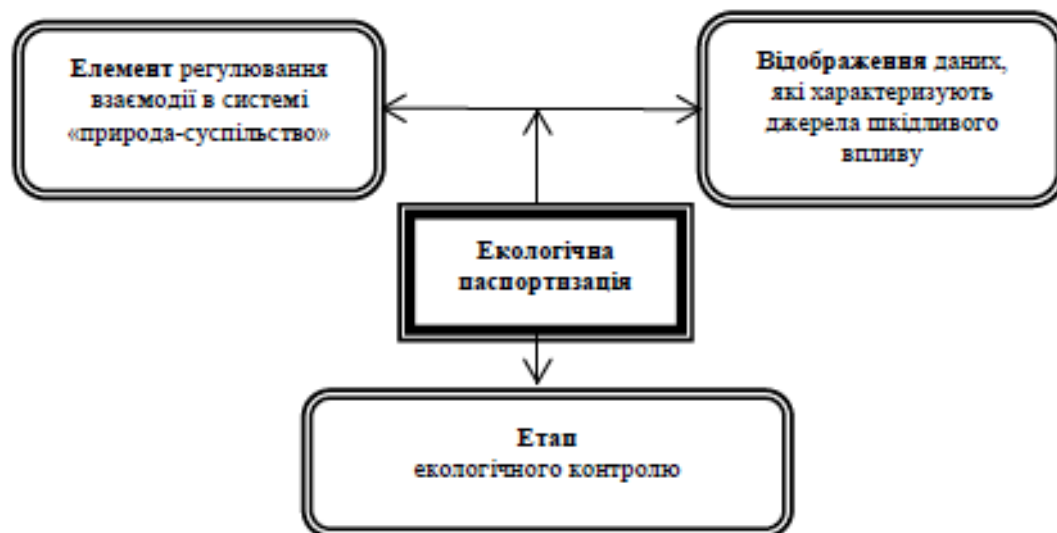 Елемент регулювання
взаємодії в системі
«природа-суспільство»
Відображення даних,
які характеризують
джерела шкідливого
впливу
Екологічна
паспортизація
Етап
екологічного контролю